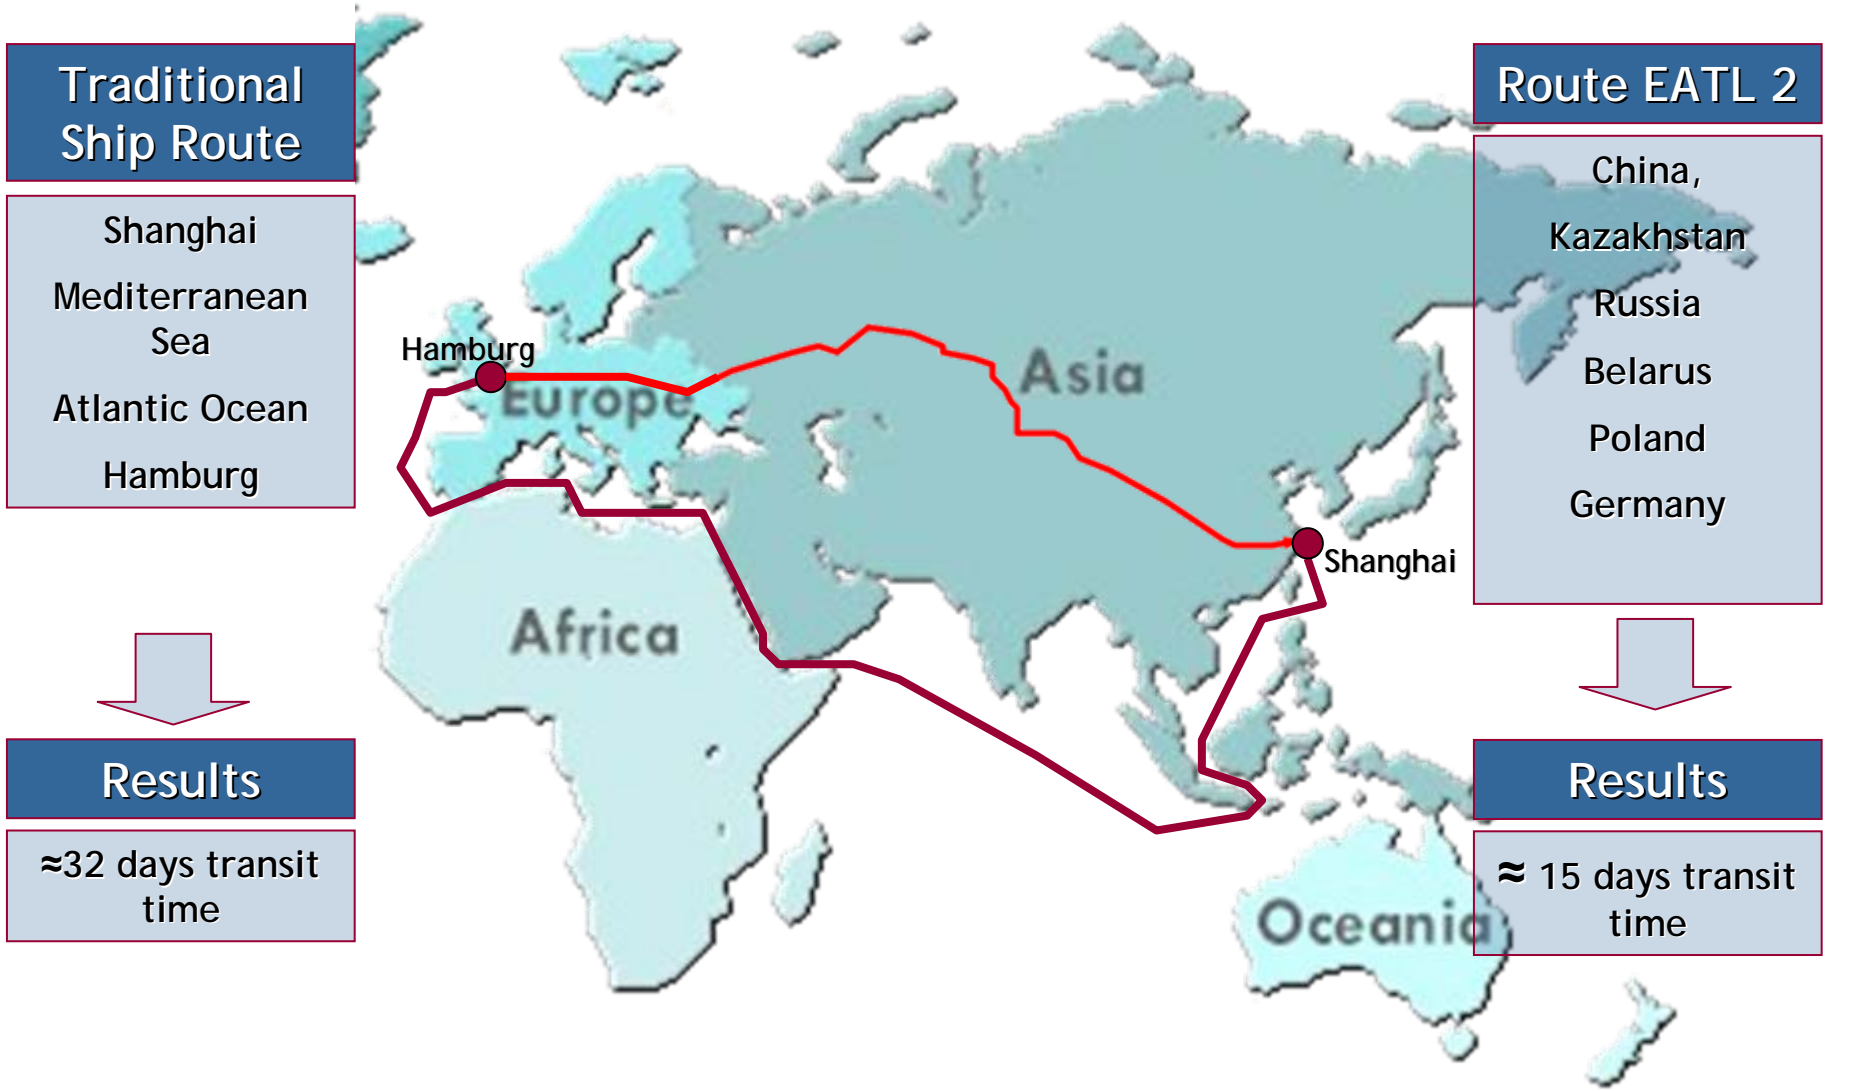 Traditional
Ship Route
Shanghai
Mediterranean
Sea
Atlantic Ocean
Hamburg
Results
≈32 days transit
time
Hamburg
Europe
Asia
Africa
Shanghai
Oceania
Route EATL 2
China,
Kazakhstan
Russia
Belarus
Poland
Germany
Results
≈ 15 days transit
time